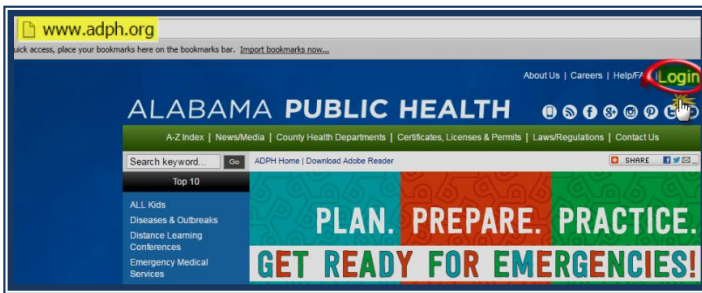 www.adph.org
uick access, place your bookmarks here on the bookmarks bar. Import bookmarks now...
About Us | Careers | Help/FA | Login
ALABAMA PUBLIC HEALTH
A-Z Index | News/Media | County Health Departments | Certificates, Licenses & Permits | Laws/Regulations | Contact Us
Search keyword... Go ADPH Home | Download Adobe Reader SHARE
Top 10
ALL Kids
Diseases & Outbreaks
Distance Learning
Conferences
Emergency Medical
Services
PLAN. PREPARE. PRACTICE.
GET READY FOR EMERGENCIES!